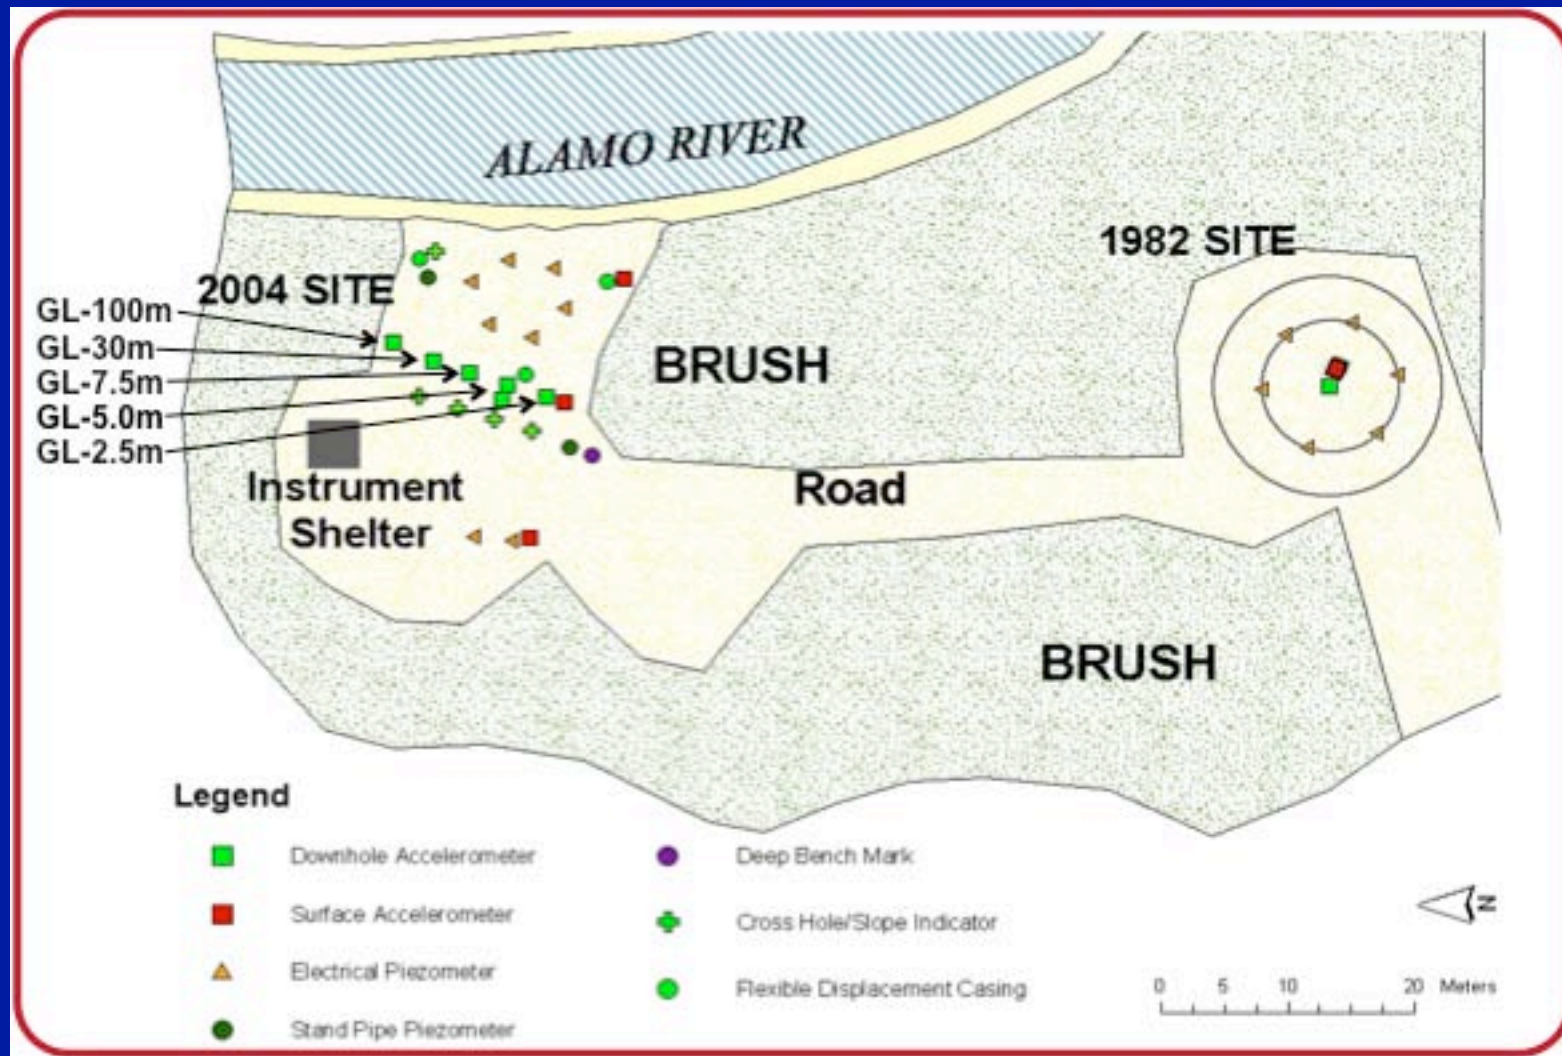 ALAMO RIVER
1982 SITE
2004 SITE
GL-100m
GL-30m
GL-7.5m
GL-5.0m
GL-2.5m
BRUSH
Instrument
Shelter
Road
BRUSH
Legend
Downhole Accelerometer
Surface Accelerometer
Electrical Piezometer
Stand Pipe Piezometer
Deep Bench Mark
Cross Hole/Slope Indicator
Flexible Displacement Casing
N
0 5 10 20 Meters